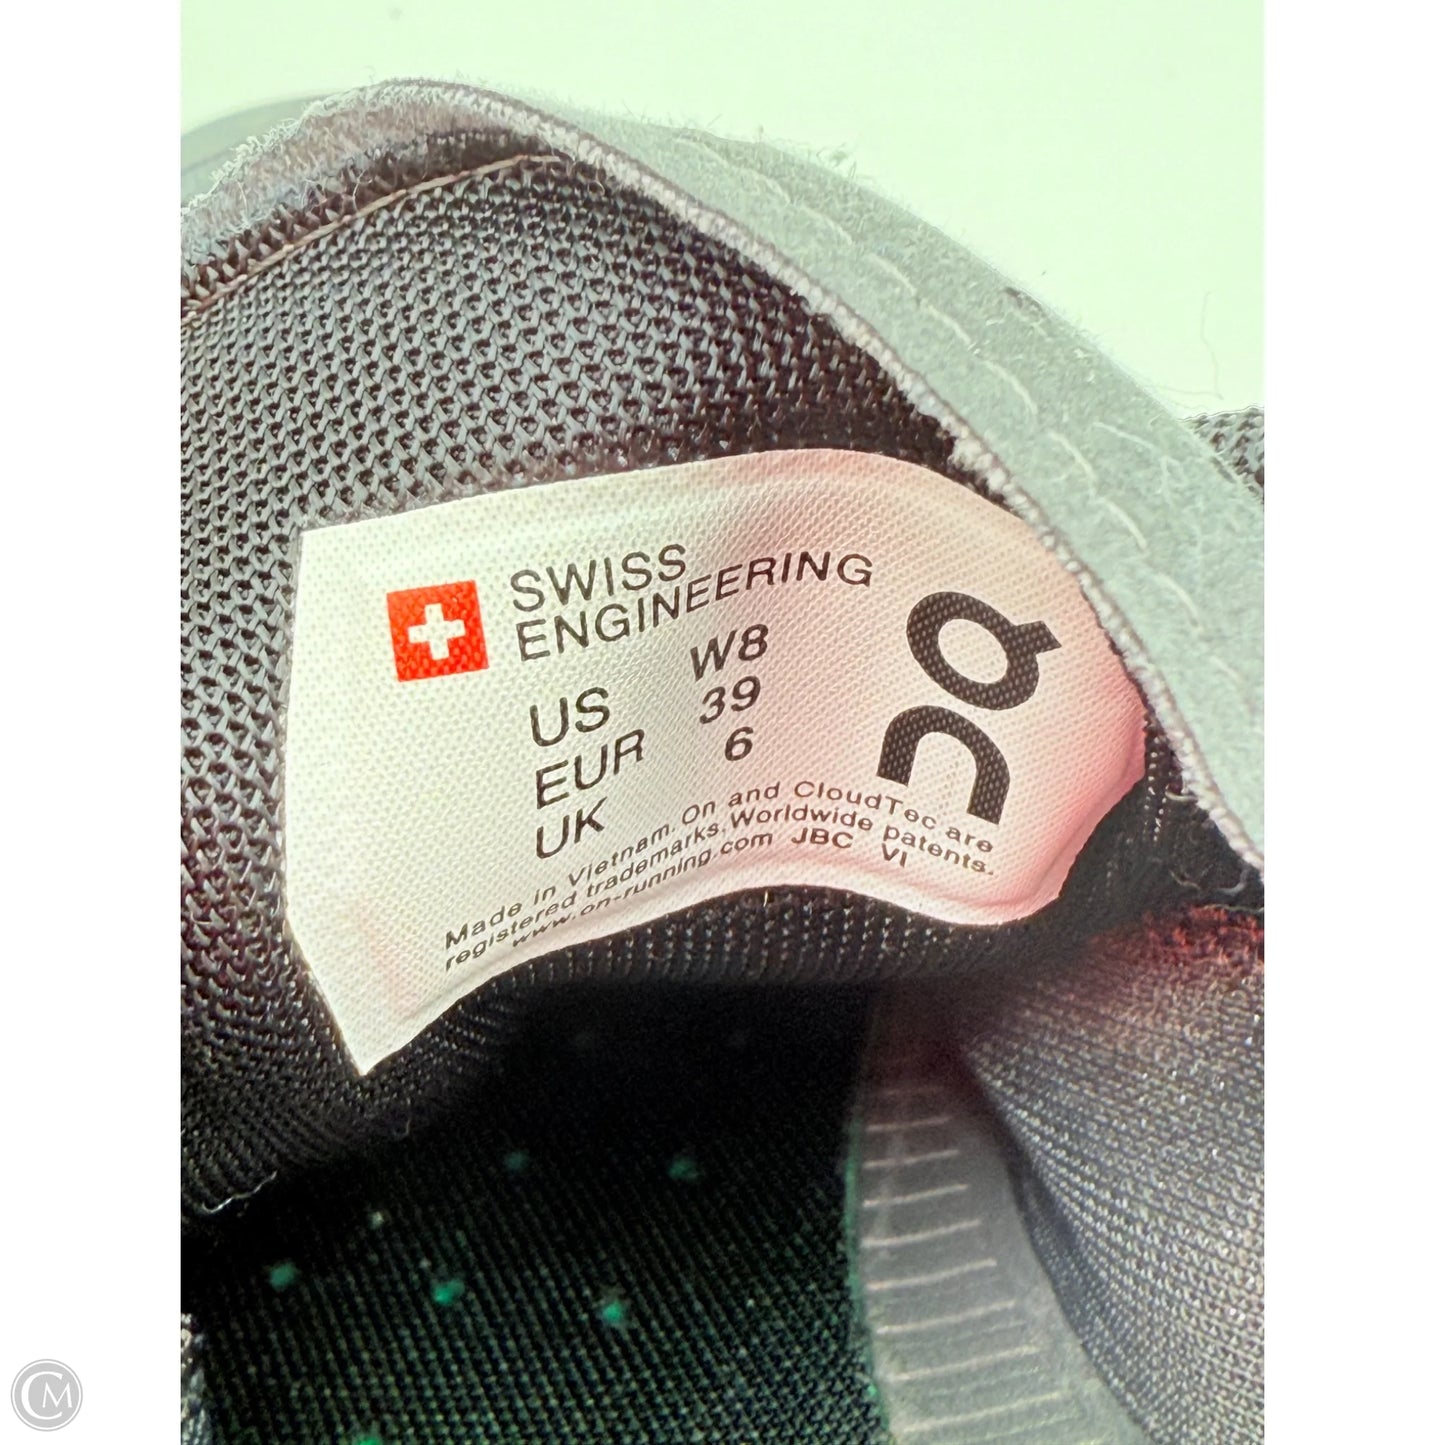 SWISS
ENGINEERING
US W8
EUR 39
UK 6
On
Made in Vietnam. On and CloudTec are
registered trademarks. Worldwide patents.
www.on-running.com JBC VI
CM